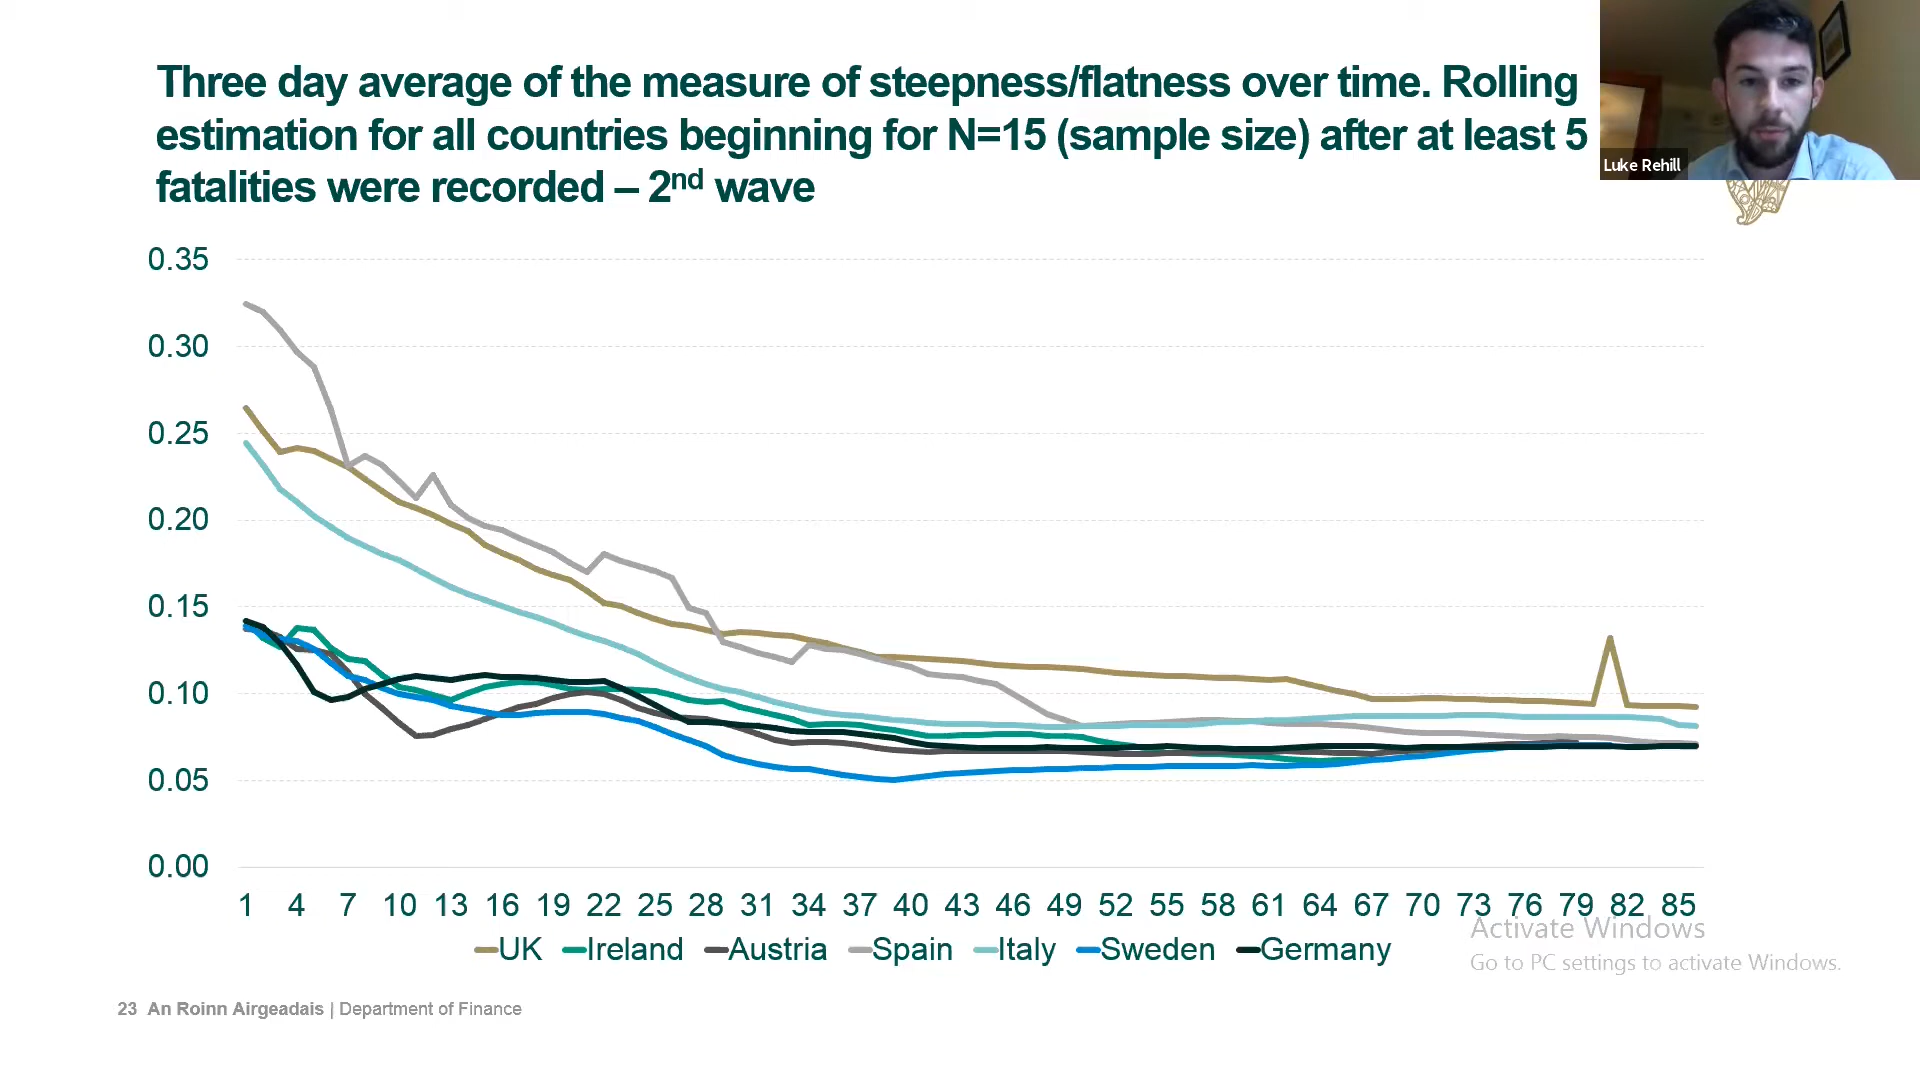 Three day average of the measure of steepness/flatness over time. Rolling
estimation for all countries beginning for N=15 (sample size) after at least 5
fatalities were recorded – 2nd wave
Luke Rehill
0.35
0.30
0.25
0.20
0.15
0.10
0.05
0.00
1 4 7 10 13 16 19 22 25 28 31 34 37 40 43 46 49 52 55 58 61 64 67 70 73 76 79 82 85
UK Ireland Austria Spain Italy Sweden Germany
Activate Windows
Go to PC settings to activate Windows.
23 An Roinn Airgeadais | Department of Finance